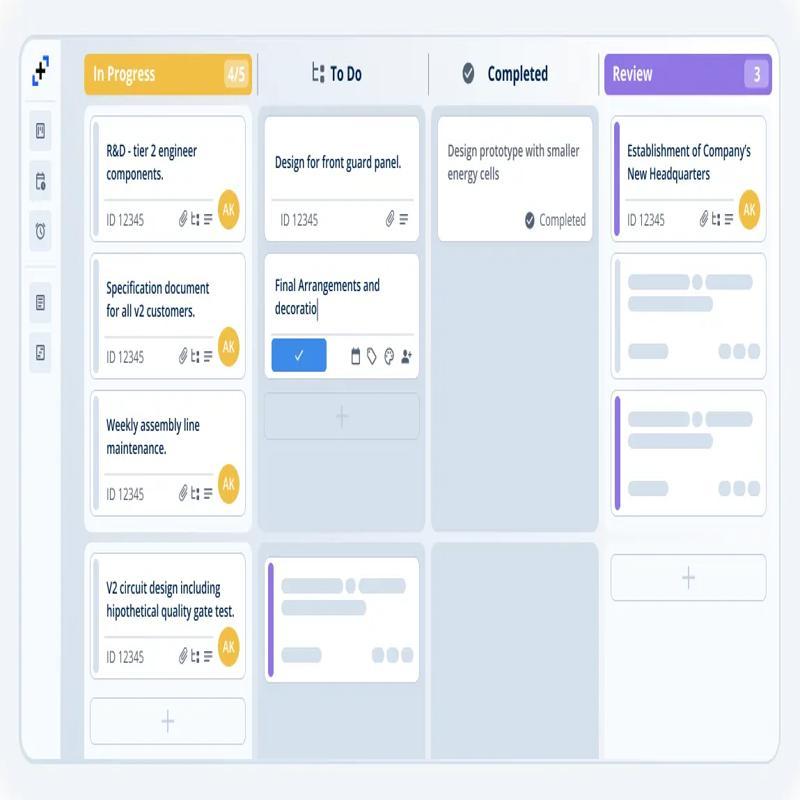 In Progress 4/5
To Do
Completed
Review 3
R&D - tier 2 engineer
components.
ID 12345
AK
Specification document
for all v2 customers.
ID 12345
AK
Weekly assembly line
maintenance.
ID 12345
AK
V2 circuit design including
hipothetical quality gate test.
ID 12345
AK
Design for front guard panel.
ID 12345
Final Arrangements and
decoratio
Design prototype with smaller
energy cells
Completed
Establishment of Company's
New Headquarters
ID 12345
AK